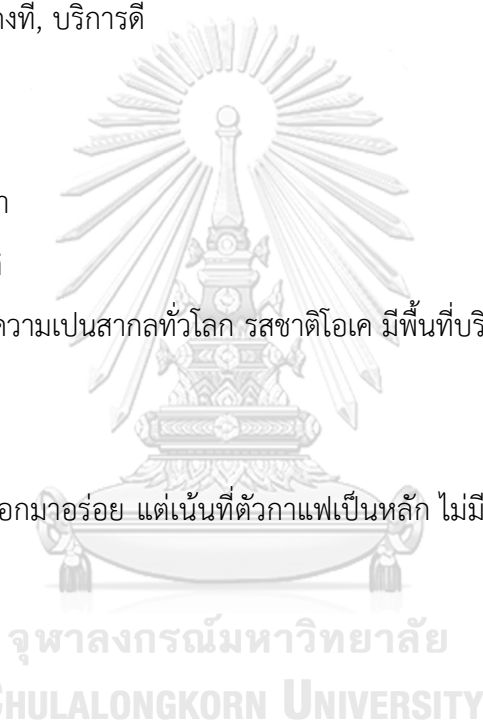 างที, บริการดี
ความเปนสากลทั่วโลก รสชาติโอเค มีพื้นที่บริ
อกมาอร่อย แต่เน้นที่ตัวกาแฟเป็นหลัก ไม่มี
จุฬาลงกรณ์มหาวิทยาลัย
CHULALONGKORN UNIVERSITY